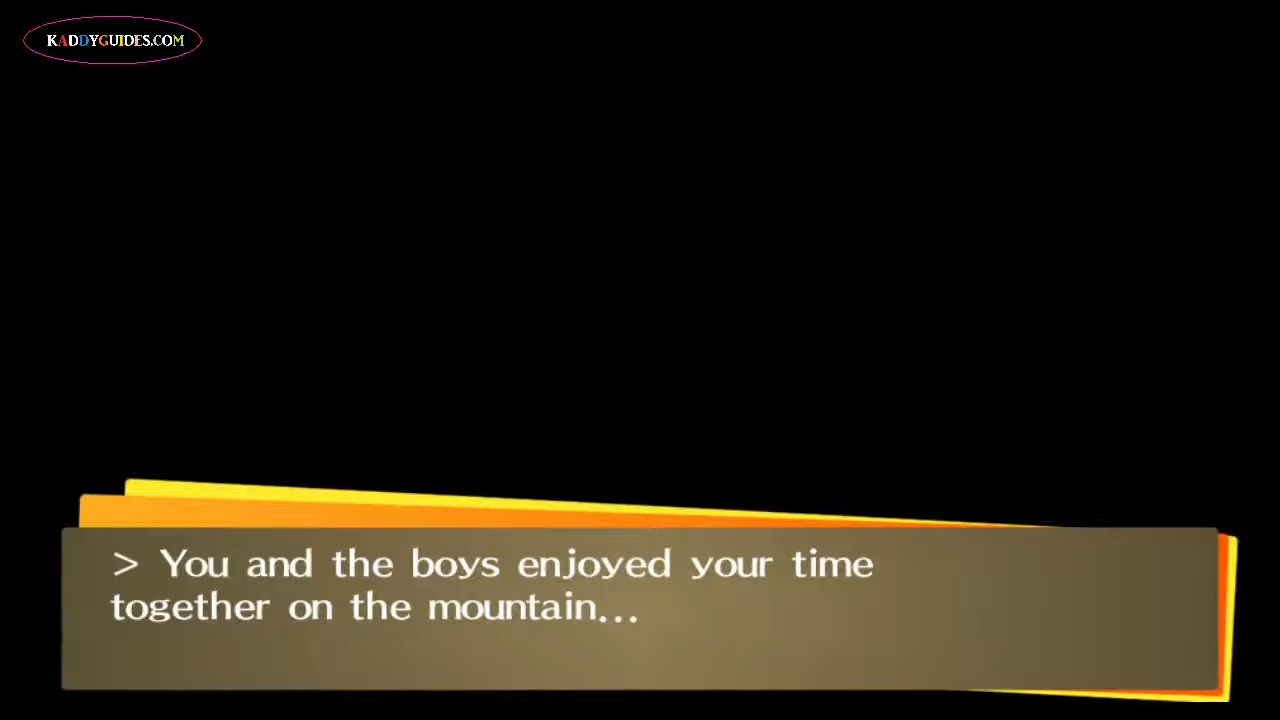 KADDYGUIDES.COM
> You and the boys enjoyed your time
together on the mountain...